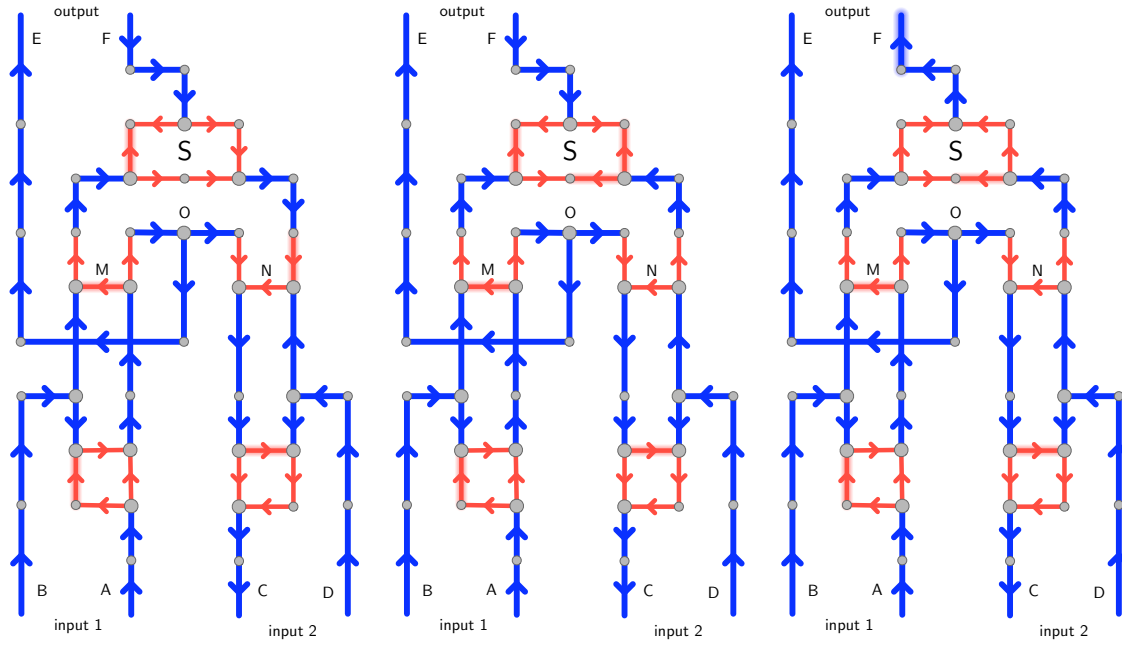 output output output
E F E F E F
S S S
O O O
M N M N M N
B A C D B A C D B A C D
input 1 input 2 input 1 input 2 input 1 input 2